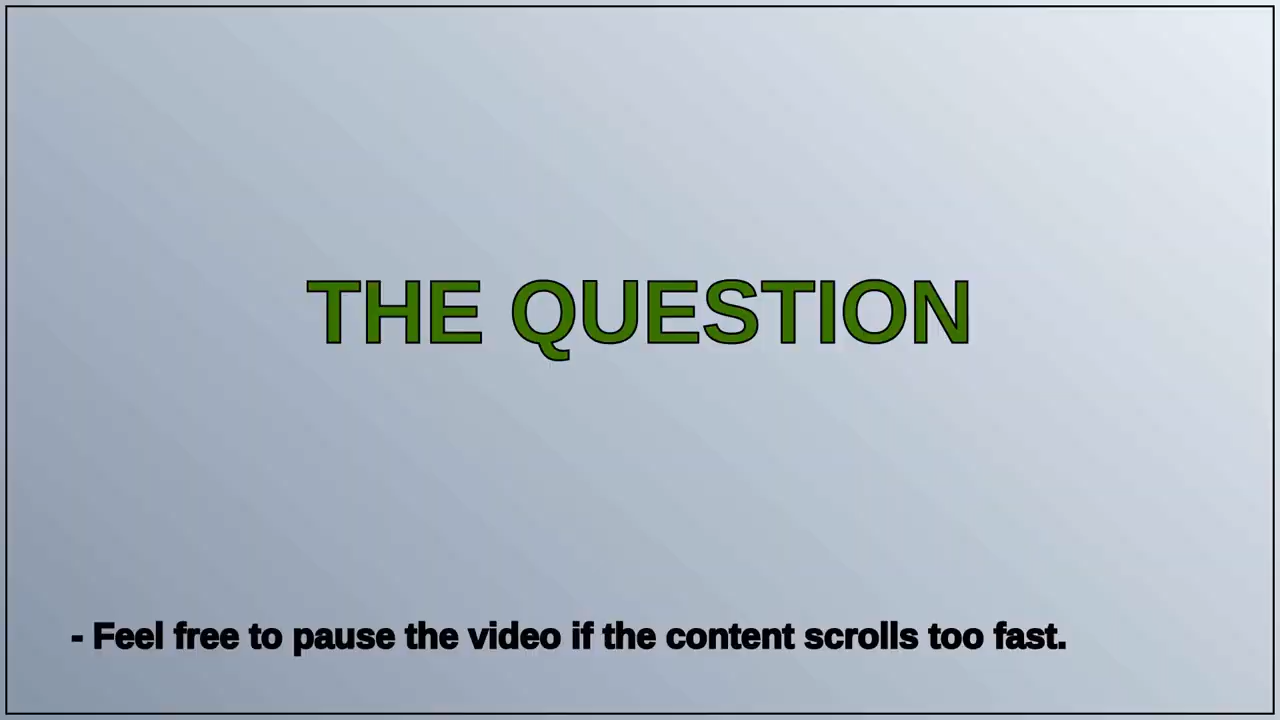 THE QUESTION
- Feel free to pause the video if the content scrolls too fast.